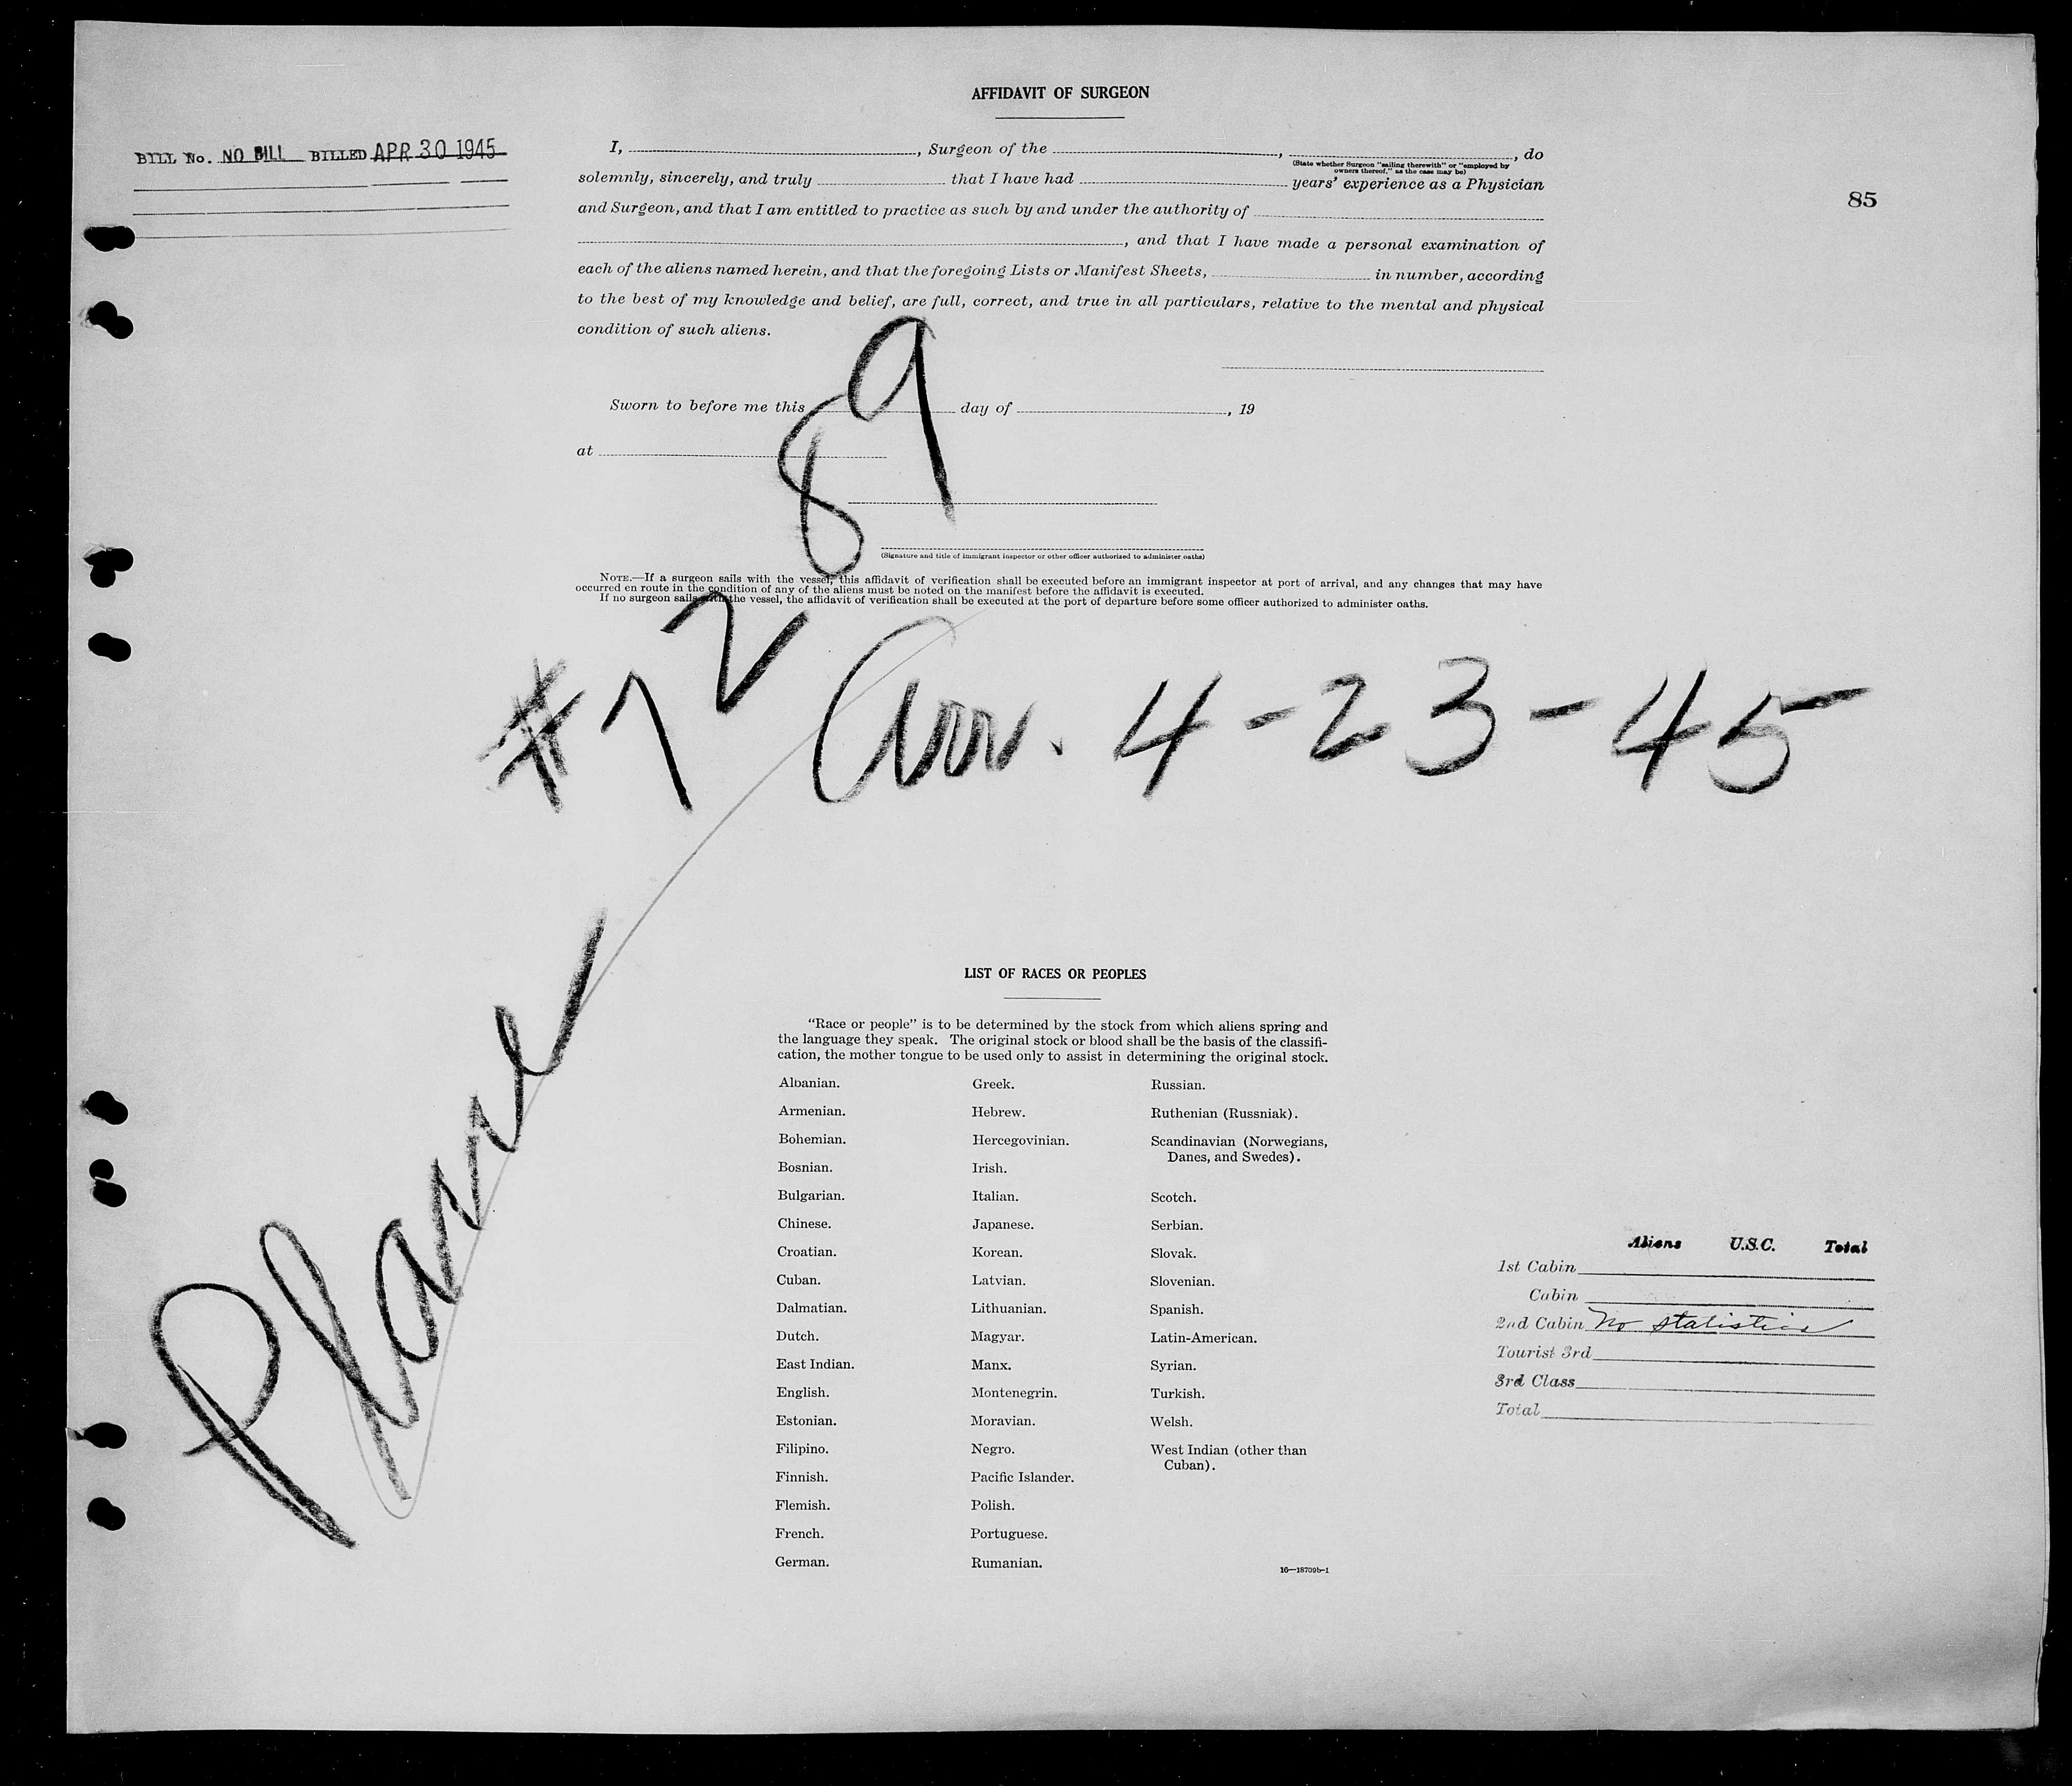 AFFIDAVIT OF SURGEON
BILL No. NO BILL BILLED APR 30 1945
85
I, , Surgeon of the , , do
(State whether Surgeon "sailing therewith" or "employed by
owners thereof," as the case may be)
solemnly, sincerely, and truly that I have had years' experience as a Physician
and Surgeon, and that I am entitled to practice as such by and under the authority of
, and that I have made a personal examination of
each of the aliens named herein, and that the foregoing Lists or Manifest Sheets, in number, according
to the best of my knowledge and belief, are full, correct, and true in all particulars, relative to the mental and physical
condition of such aliens.
Sworn to before me this day of , 19
at
(Signature and title of immigrant inspector or other officer authorized to administer oaths)
NOTE.—If a surgeon sails with the vessel, this affidavit of verification shall be executed before an immigrant inspector at port of arrival, and any changes that may have
occurred en route in the condition of any of the aliens must be noted on the manifest before the affidavit is executed.
If no surgeon sails with the vessel, the affidavit of verification shall be executed at the port of departure before some officer authorized to administer oaths.
Plane #7289
Arr. 4-23-45
LIST OF RACES OR PEOPLES
"Race or people" is to be determined by the stock from which aliens spring and
the language they speak. The original stock or blood shall be the basis of the classifi-
cation, the mother tongue to be used only to assist in determining the original stock.
Albanian.
Armenian.
Bohemian.
Bosnian.
Bulgarian.
Chinese.
Croatian.
Cuban.
Dalmatian.
Dutch.
East Indian.
English.
Estonian.
Filipino.
Finnish.
Flemish.
French.
German.
Greek.
Hebrew.
Hercegovinian.
Irish.
Italian.
Japanese.
Korean.
Latvian.
Lithuanian.
Magyar.
Manx.
Montenegrin.
Moravian.
Negro.
Pacific Islander.
Polish.
Portuguese.
Rumanian.
Russian.
Ruthenian (Russniak).
Scandinavian (Norwegians,
Danes, and Swedes).
Scotch.
Serbian.
Slovak.
Slovenian.
Spanish.
Latin-American.
Syrian.
Turkish.
Welsh.
West Indian (other than
Cuban).
16—18709b-1
Aliens U.S.C. Total
1st Cabin
Cabin
2nd Cabin No statistics
Tourist 3rd
3rd Class
Total